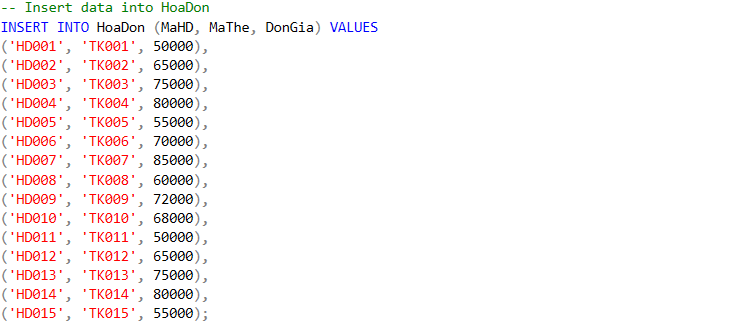 -- Insert data into HoaDon
INSERT INTO HoaDon (MaHD, MaThe, DonGia) VALUES
('HD001', 'TK001', 50000),
('HD002', 'TK002', 65000),
('HD003', 'TK003', 75000),
('HD004', 'TK004', 80000),
('HD005', 'TK005', 55000),
('HD006', 'TK006', 70000),
('HD007', 'TK007', 85000),
('HD008', 'TK008', 60000),
('HD009', 'TK009', 72000),
('HD010', 'TK010', 68000),
('HD011', 'TK011', 50000),
('HD012', 'TK012', 65000),
('HD013', 'TK013', 75000),
('HD014', 'TK014', 80000),
('HD015', 'TK015', 55000);